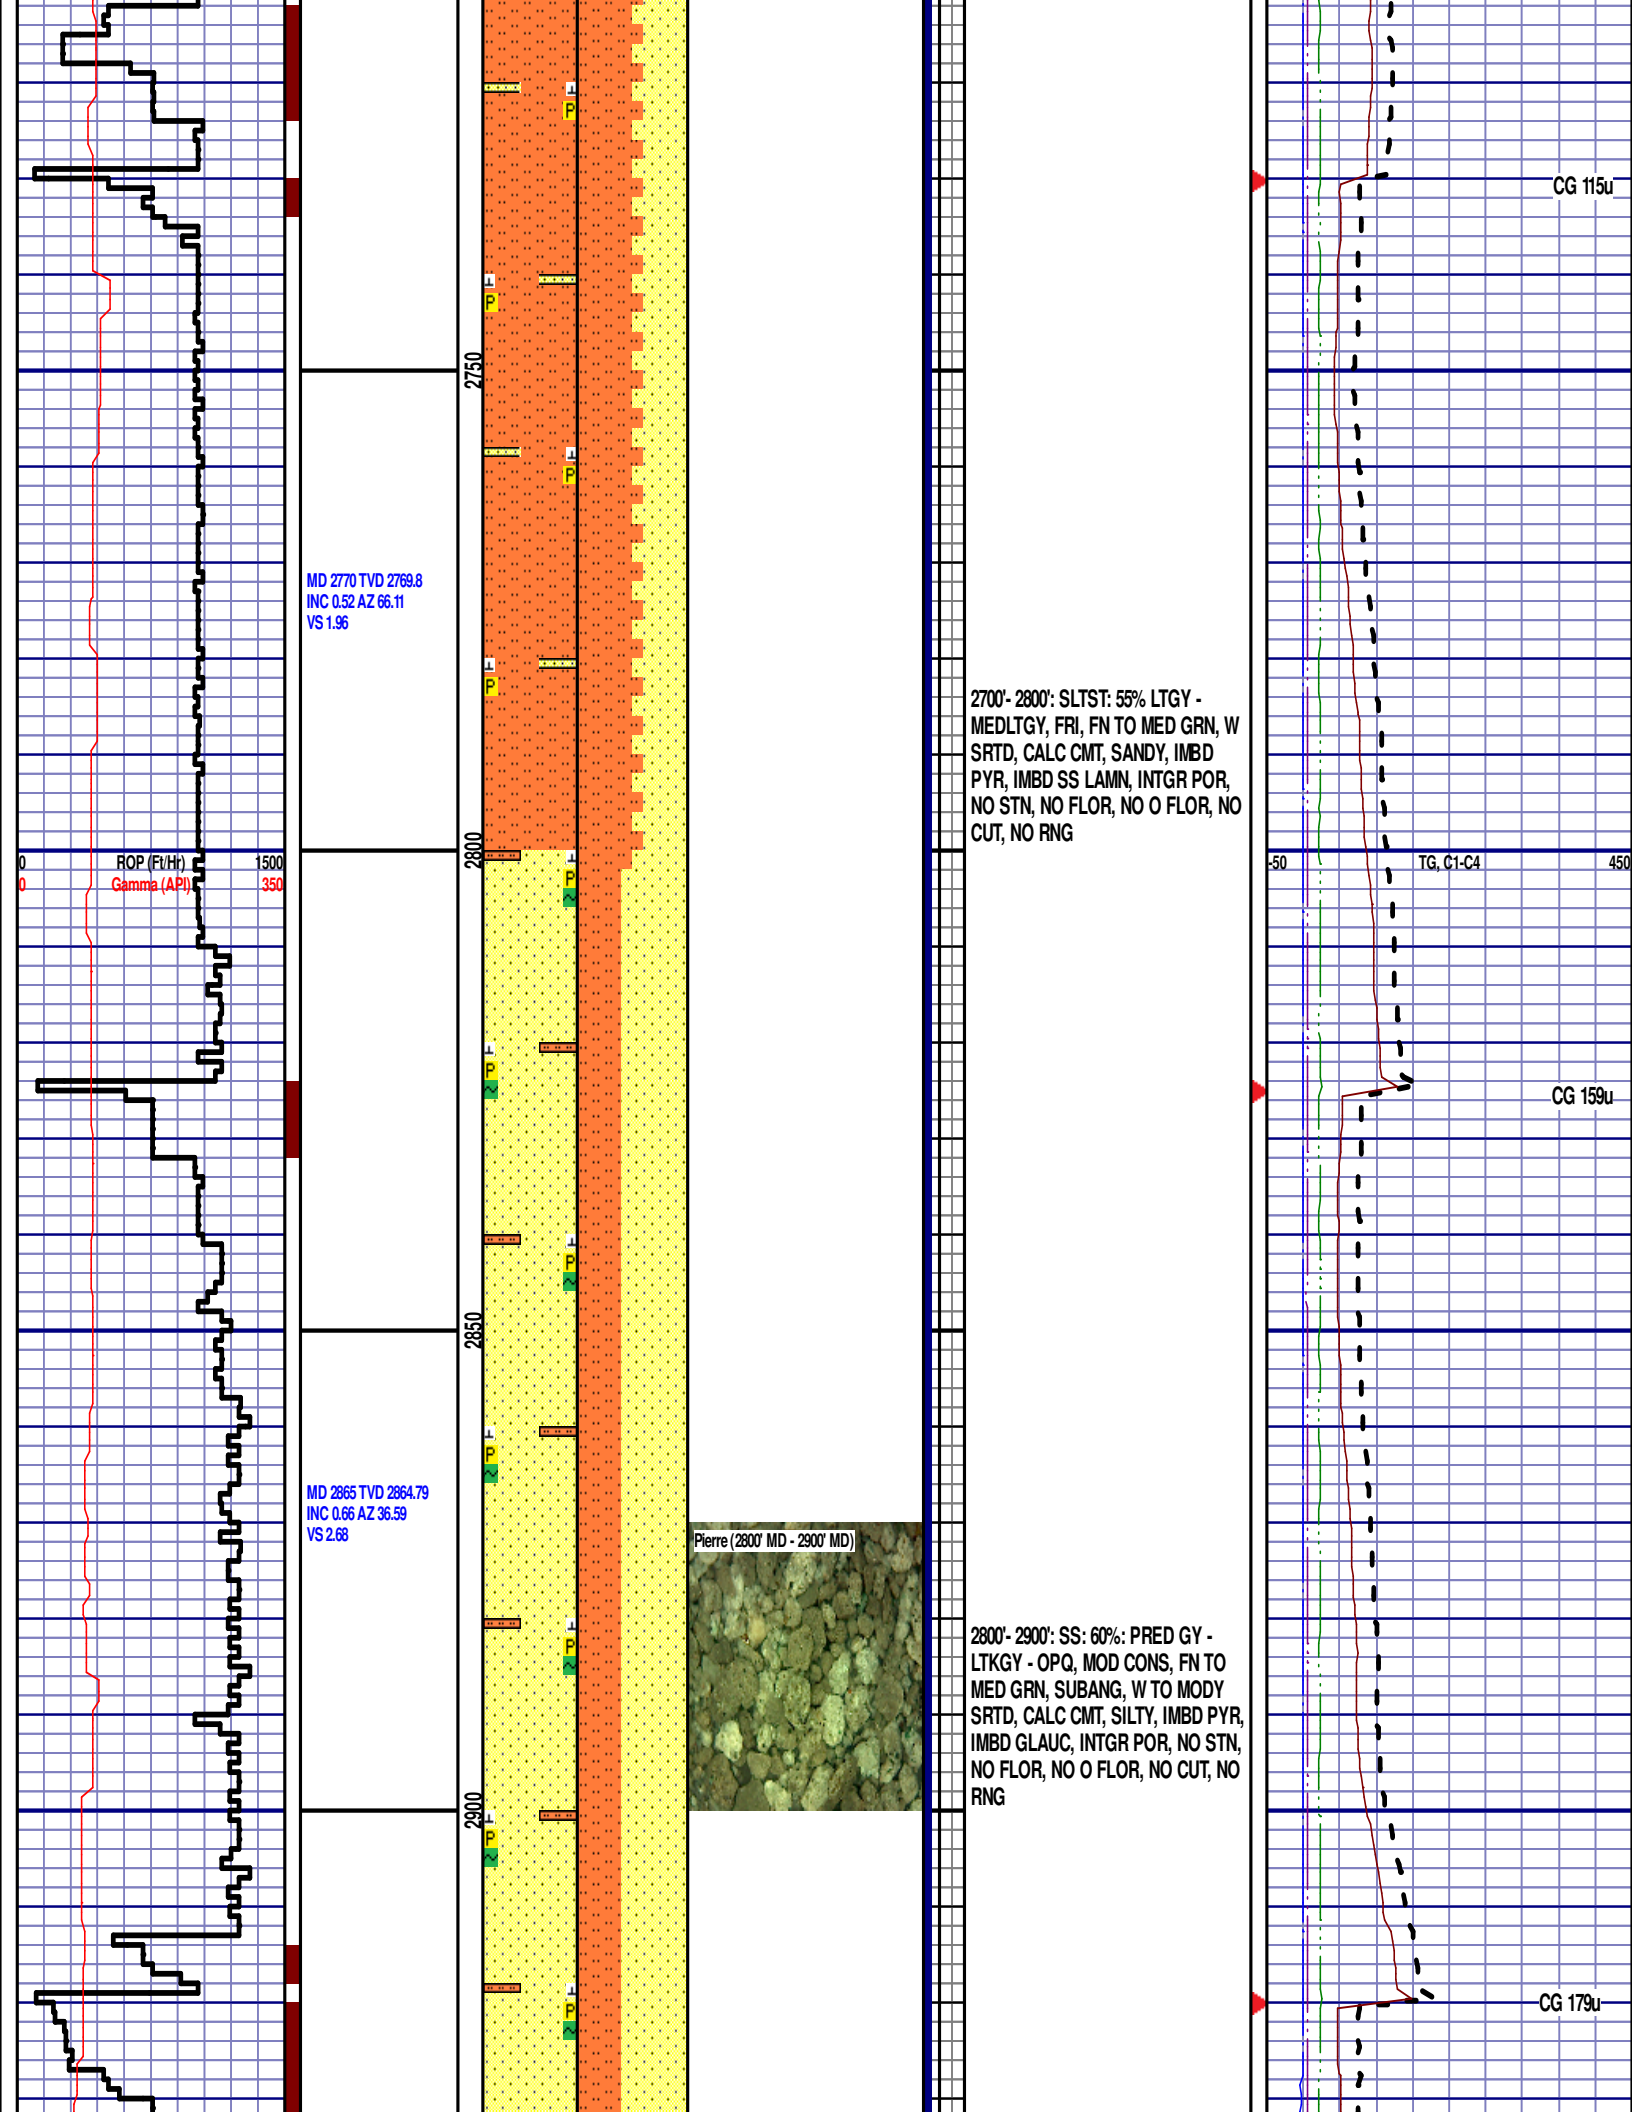 CG 115u
2750
MD 2770 TVD 2769.8
INC 0.52 AZ 66.11
VS 1.96
2700'- 2800': SLTST: 55% LTGY -
MEDLTGY, FRI, FN TO MED GRN, W
SRTD, CALC CMT, SANDY, IMBD
PYR, IMBD SS LAMN, INTGR POR,
NO STN, NO FLOR, NO O FLOR, NO
CUT, NO RNG
2800
0 ROP (Ft/Hr) 1500
0 Gamma (API) 350
-50 TG, C1-C4 450
CG 159u
2850
MD 2865 TVD 2864.79
INC 0.66 AZ 36.59
VS 2.68
Pierre (2800' MD - 2900' MD)
2800'- 2900': SS: 60%: PRED GY -
LTKGY - OPQ, MOD CONS, FN TO
MED GRN, SUBANG, W TO MODY
SRTD, CALC CMT, SILTY, IMBD PYR,
IMBD GLAUC, INTGR POR, NO STN,
NO FLOR, NO O FLOR, NO CUT, NO
RNG
2900
CG 179u
P
P
P
P
P
P
P
P
P
P
P